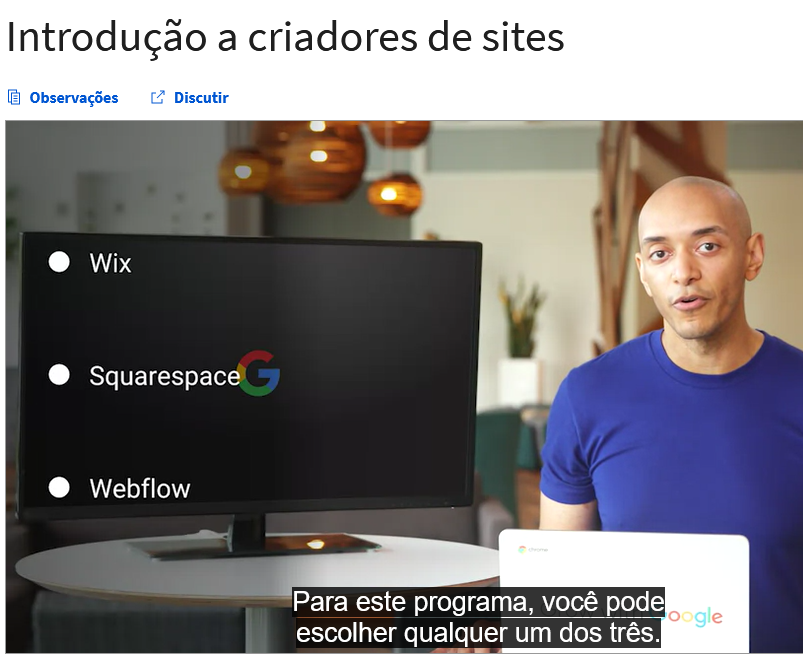 Introdução a criadores de sites
Observações
Discutir
Wix
Squarespace
Webflow
Para este programa, você pode
escolher qualquer um dos três.